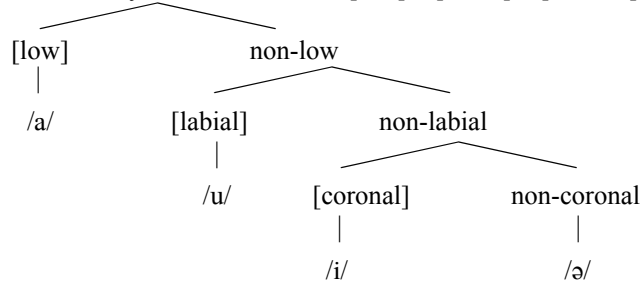 [low] non-low
/a/ [labial] non-labial
/u/ [coronal] non-coronal
/i/ /ə/